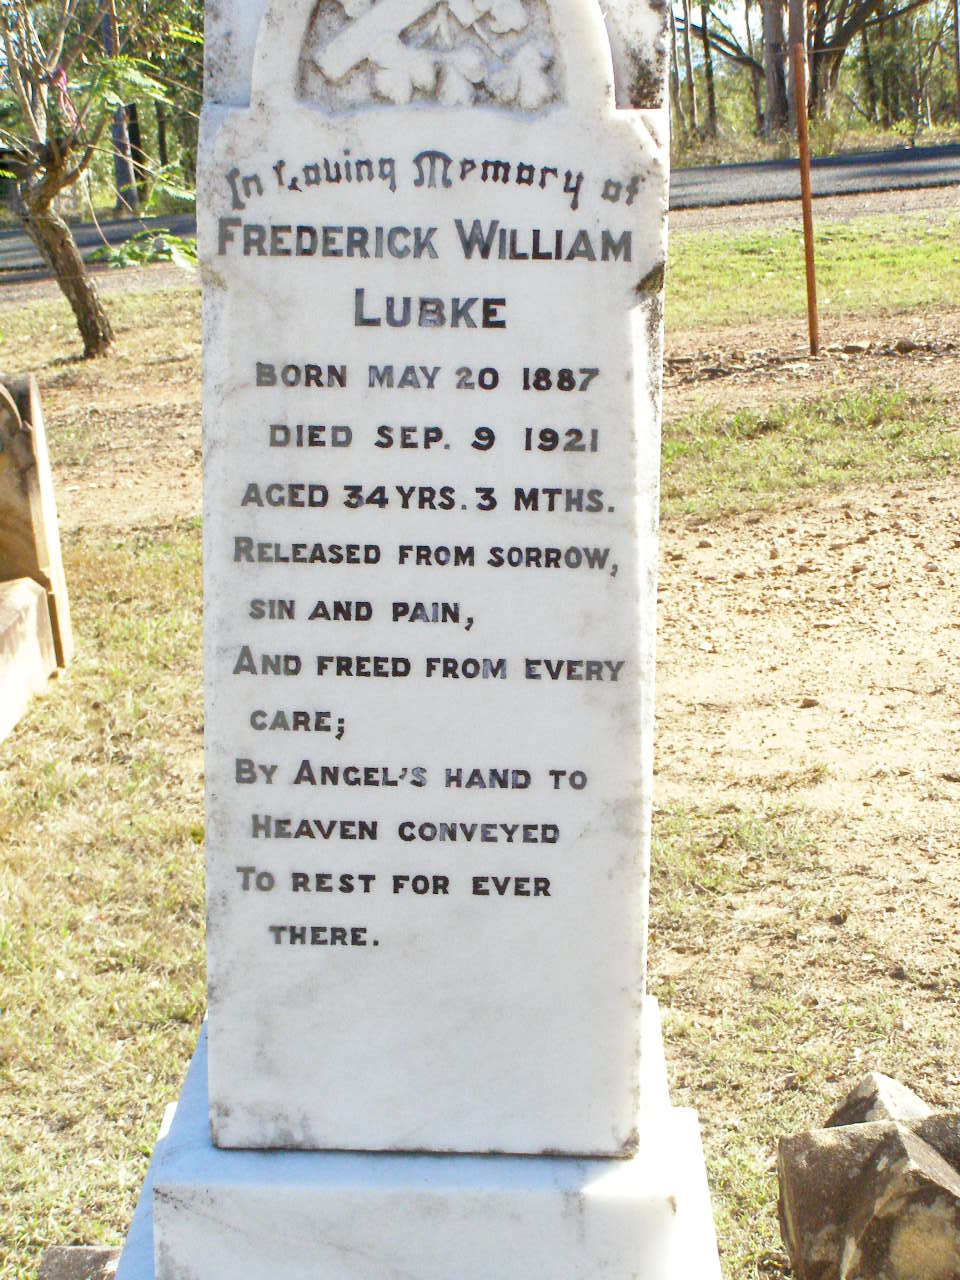 In Loving Memory of
FREDERICK WILLIAM
LUBKE
BORN MAY 20 1887
DIED SEP. 9 1921
AGED 34 YRS. 3 MTHS.
RELEASED FROM SORROW,
SIN AND PAIN,
AND FREED FROM EVERY
CARE;
BY ANGEL'S HAND TO
HEAVEN CONVEYED
TO REST FOR EVER
THERE.